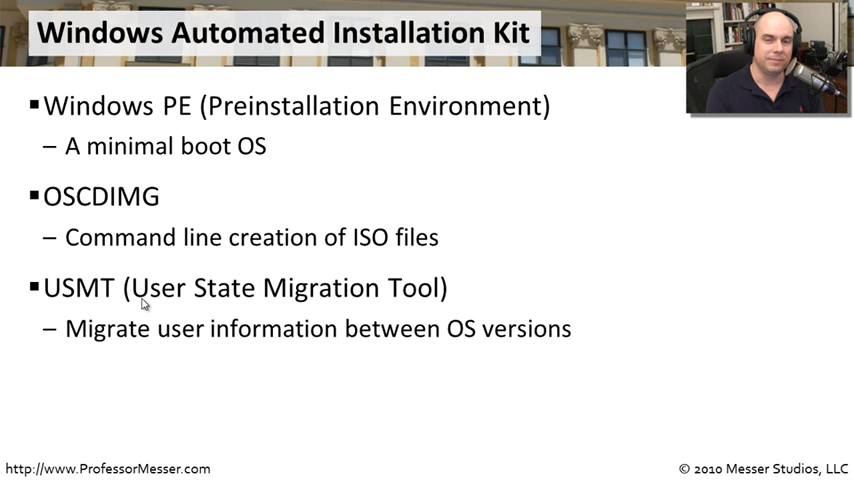 Windows Automated Installation Kit
▪Windows PE (Preinstallation Environment)
– A minimal boot OS
▪OSCDIMG
– Command line creation of ISO files
▪USMT (User State Migration Tool)
– Migrate user information between OS versions
http://www.ProfessorMesser.com
© 2010 Messer Studios, LLC